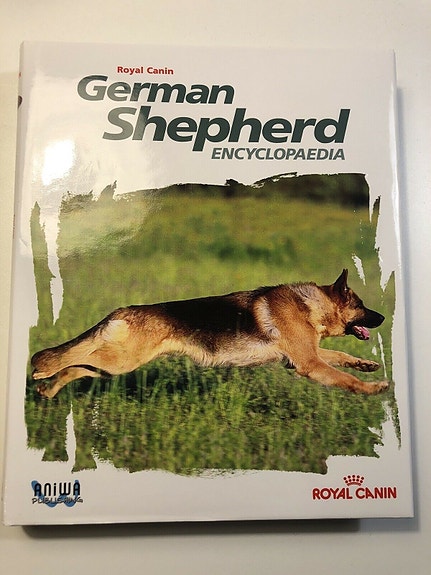 Royal Canin
German
Shepherd
ENCYCLOPAEDIA
ANIWA
PUBLISHING
ROYAL CANIN